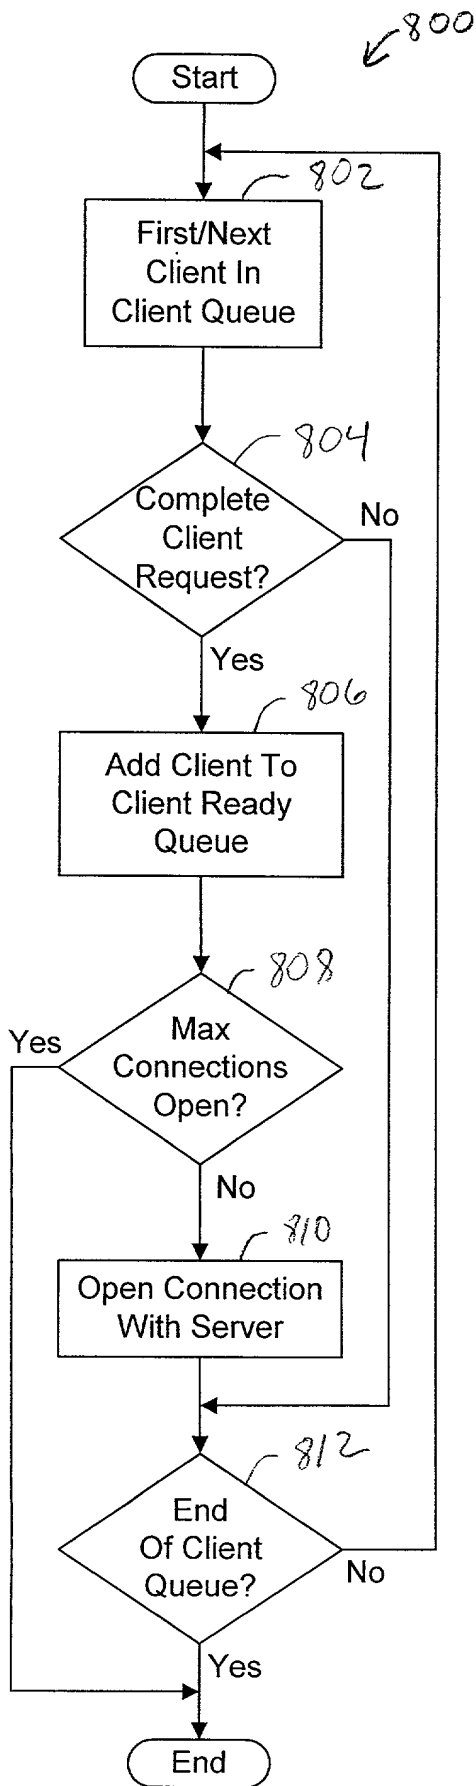 800
Start
802
First/Next
Client In
Client Queue
804
Complete
Client
Request?
No
Yes
806
Add Client To
Client Ready
Queue
808
Yes
Max
Connections
Open?
No
810
Open Connection
With Server
812
End
Of Client
Queue?
No
Yes
End